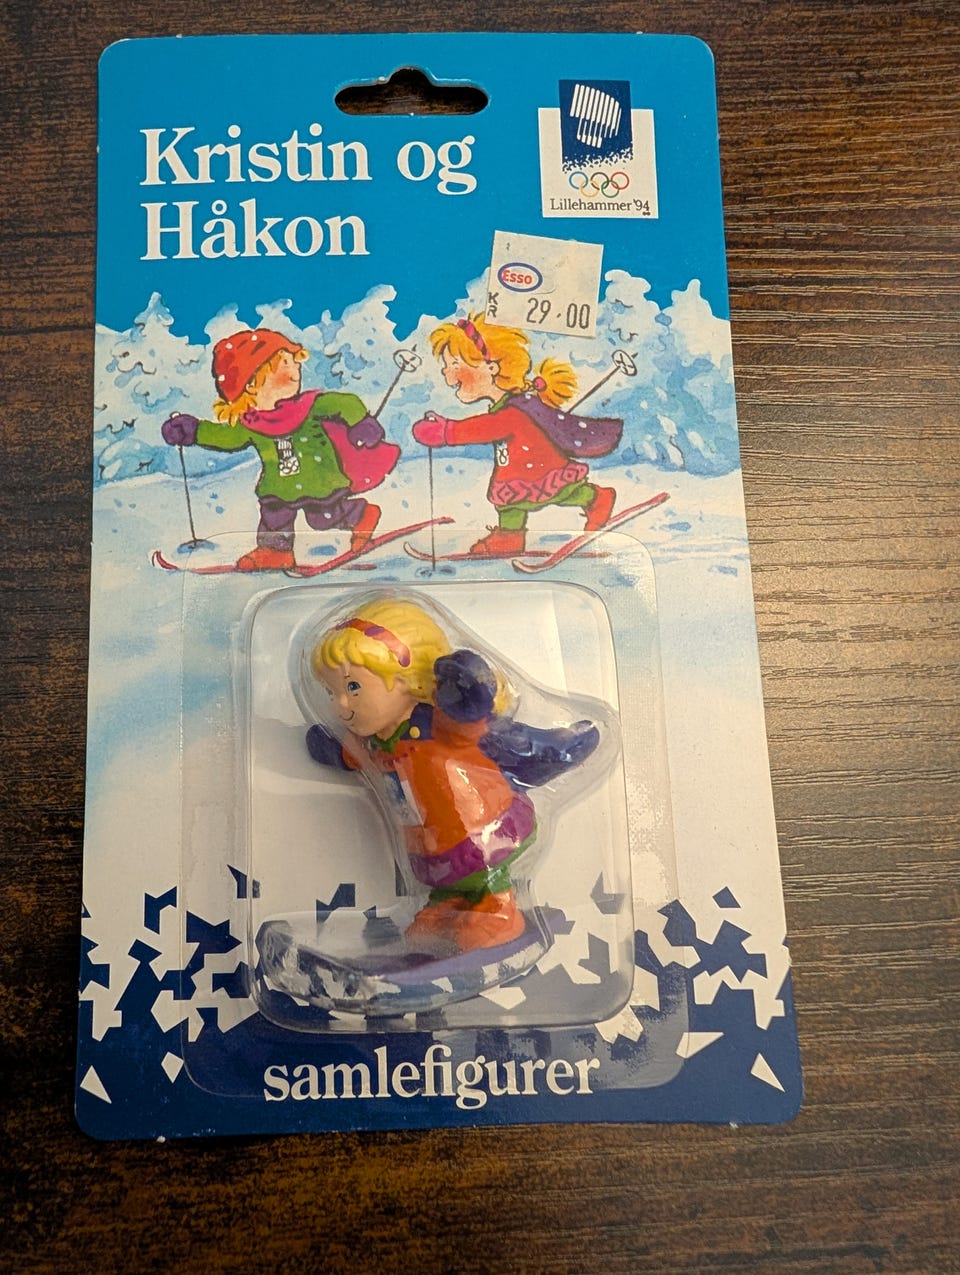 Kristin og
Håkon
Lillehammer '94
Esso
KR 29.00
samlefigurer